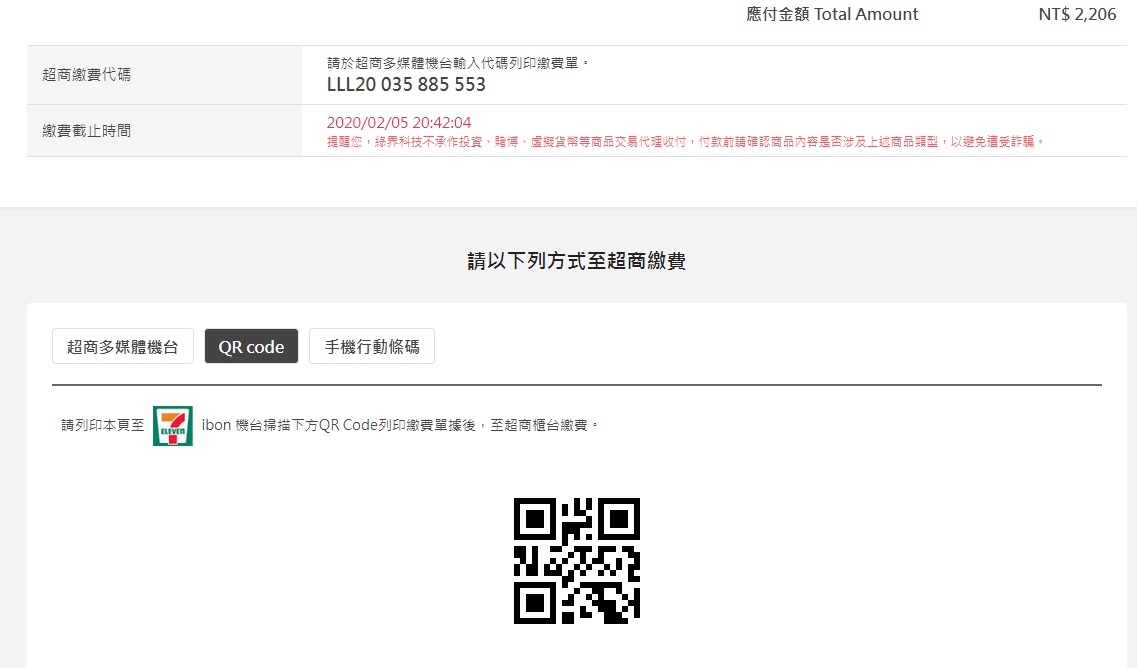 應付金額 Total Amount NT$ 2,206
超商繳費代碼
請於超商多媒體機台輸入代碼列印繳費單。
LLL20 035 885 553
繳費截止時間
2020/02/05 20:42:04
提醒您，綠界科技不承作投資、賭博、虛擬貨幣等商品交易代理收付，付款前請確認商品內容是否涉及上述商品類型，以避免遭受詐騙。
請以下列方式至超商繳費
超商多媒體機台 QR code 手機行動條碼
請列印本頁至 7 ELEVEN ibon 機台掃描下方QR Code列印繳費單據後，至超商櫃台繳費。